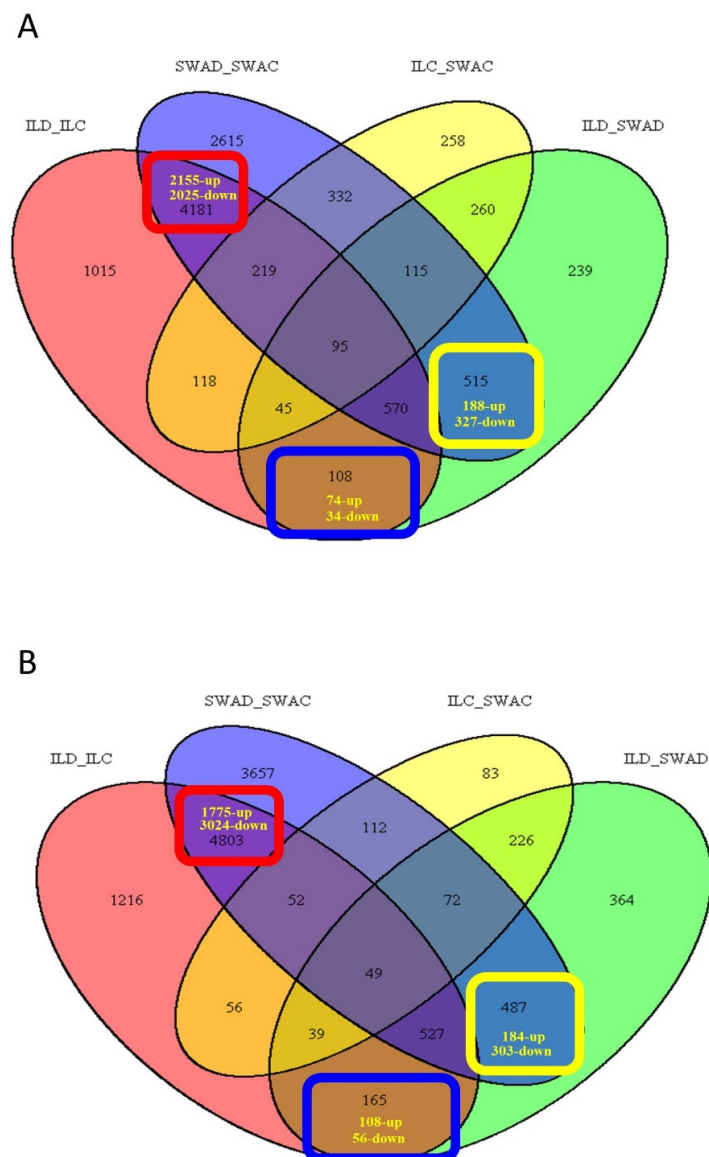 A
SWAD_SWAC
ILC_SWAC
ILD_ILC
ILD_SWAD
2615
258
2155-up
2025-down
4181
332
260
1015
219
115
239
95
118
45
570
515
188-up
327-down
108
74-up
34-down
B
SWAD_SWAC
ILC_SWAC
ILD_ILC
ILD_SWAD
3657
83
1775-up
3024-down
4803
112
226
1216
52
72
364
49
56
39
527
487
184-up
303-down
165
108-up
56-down